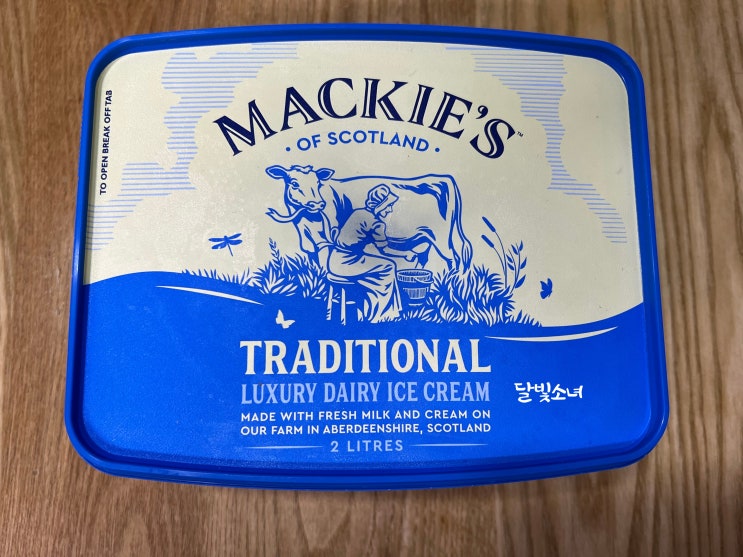 TO OPEN BREAK OFF TAB
MACKIE'S™
· OF SCOTLAND ·
TRADITIONAL
LUXURY DAIRY ICE CREAM
MADE WITH FRESH MILK AND CREAM ON
OUR FARM IN ABERDEENSHIRE, SCOTLAND
2 LITRES
달빛소녀